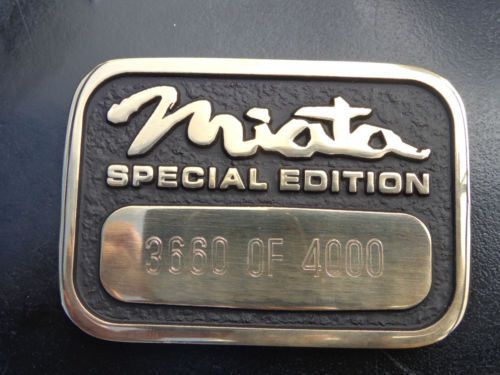 Miata
SPECIAL EDITION
3660 OF 4000